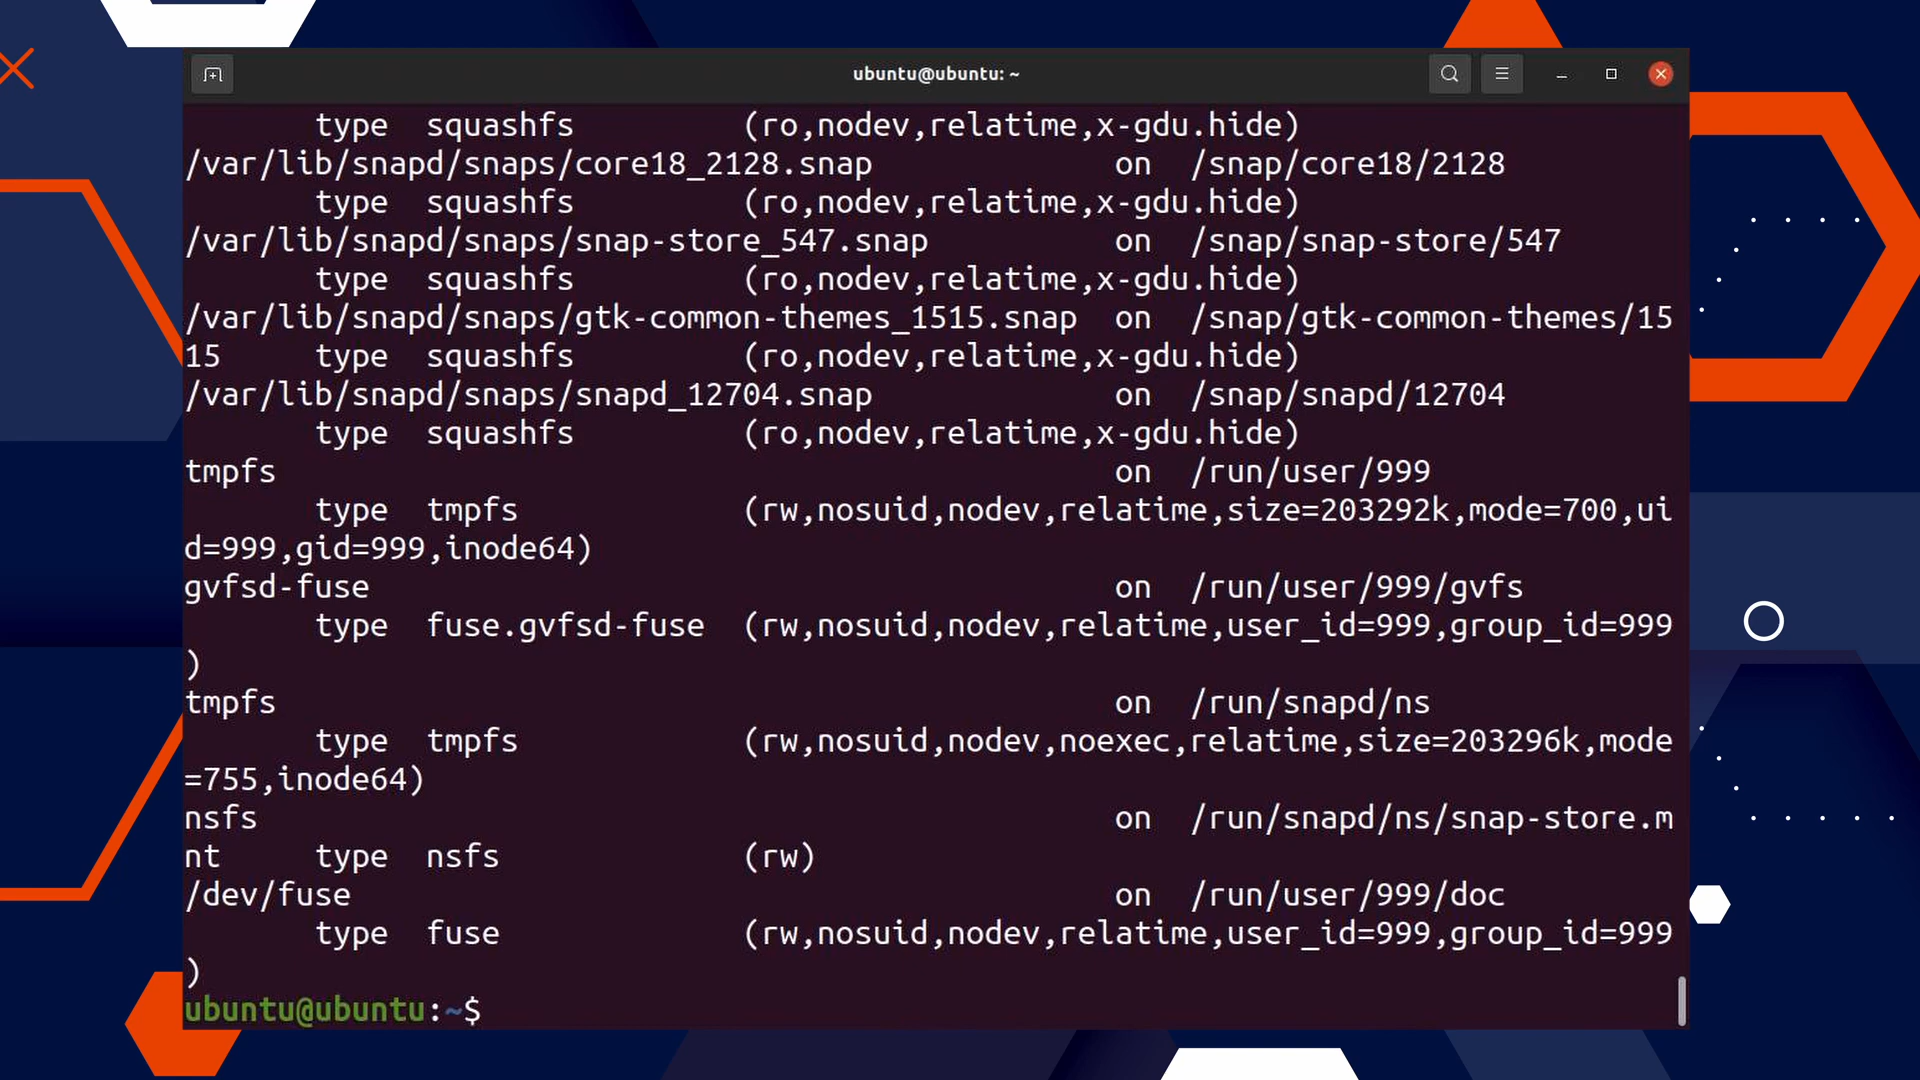 ubuntu@ubuntu: ~
type squashfs (ro,nodev,relatime,x-gdu.hide)
/var/lib/snapd/snaps/core18_2128.snap on /snap/core18/2128
type squashfs (ro,nodev,relatime,x-gdu.hide)
/var/lib/snapd/snaps/snap-store_547.snap on /snap/snap-store/547
type squashfs (ro,nodev,relatime,x-gdu.hide)
/var/lib/snapd/snaps/gtk-common-themes_1515.snap on /snap/gtk-common-themes/15
15 type squashfs (ro,nodev,relatime,x-gdu.hide)
/var/lib/snapd/snaps/snapd_12704.snap on /snap/snapd/12704
type squashfs (ro,nodev,relatime,x-gdu.hide)
tmpfs on /run/user/999
type tmpfs (rw,nosuid,nodev,relatime,size=203292k,mode=700,ui
d=999,gid=999,inode64)
gvfsd-fuse on /run/user/999/gvfs
type fuse.gvfsd-fuse (rw,nosuid,nodev,relatime,user_id=999,group_id=999
)
tmpfs on /run/snapd/ns
type tmpfs (rw,nosuid,nodev,noexec,relatime,size=203296k,mode
=755,inode64)
nsfs on /run/snapd/ns/snap-store.m
nt type nsfs (rw)
/dev/fuse on /run/user/999/doc
type fuse (rw,nosuid,nodev,relatime,user_id=999,group_id=999
)
ubuntu@ubuntu:~$